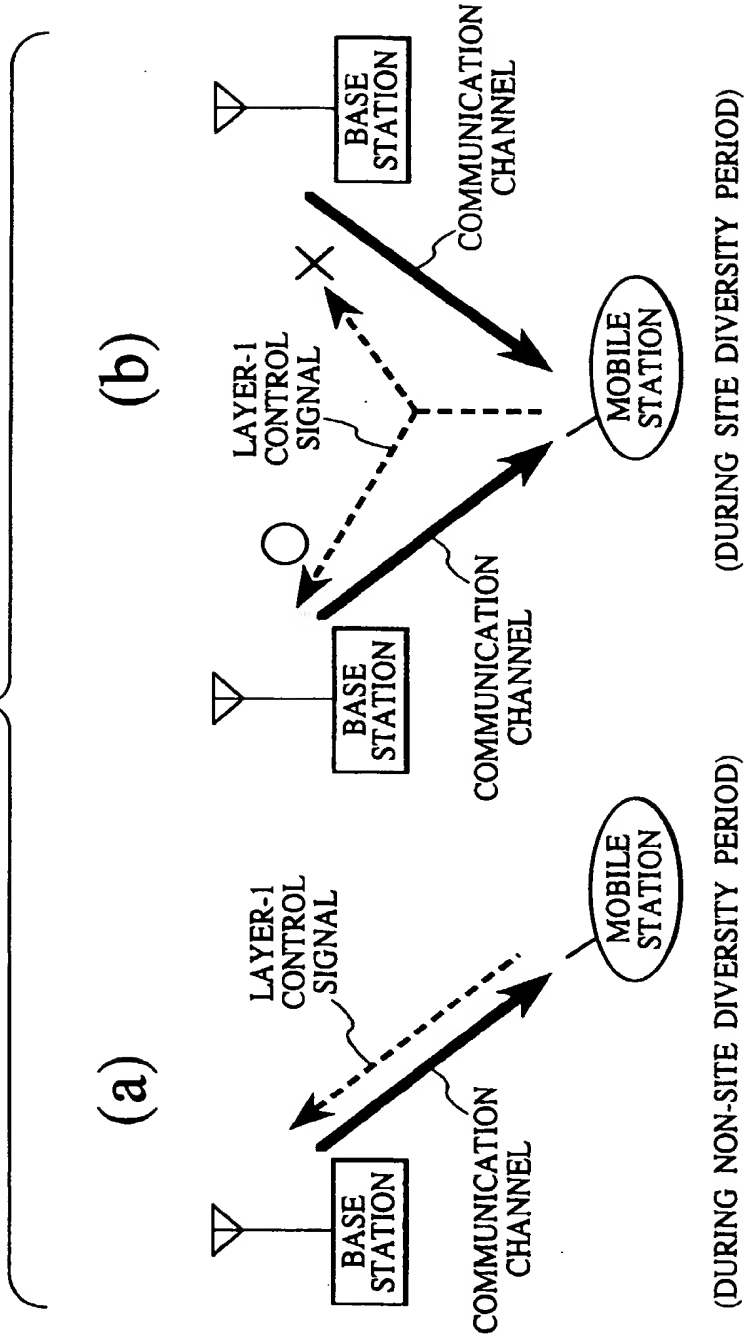 (a)
LAYER-1
CONTROL
SIGNAL
BASE
STATION
COMMUNICATION
CHANNEL
MOBILE
STATION
(DURING NON-SITE DIVERSITY PERIOD)
(b)
LAYER-1
CONTROL
SIGNAL
BASE
STATION
BASE
STATION
COMMUNICATION
CHANNEL
COMMUNICATION
CHANNEL
MOBILE
STATION
(DURING SITE DIVERSITY PERIOD)